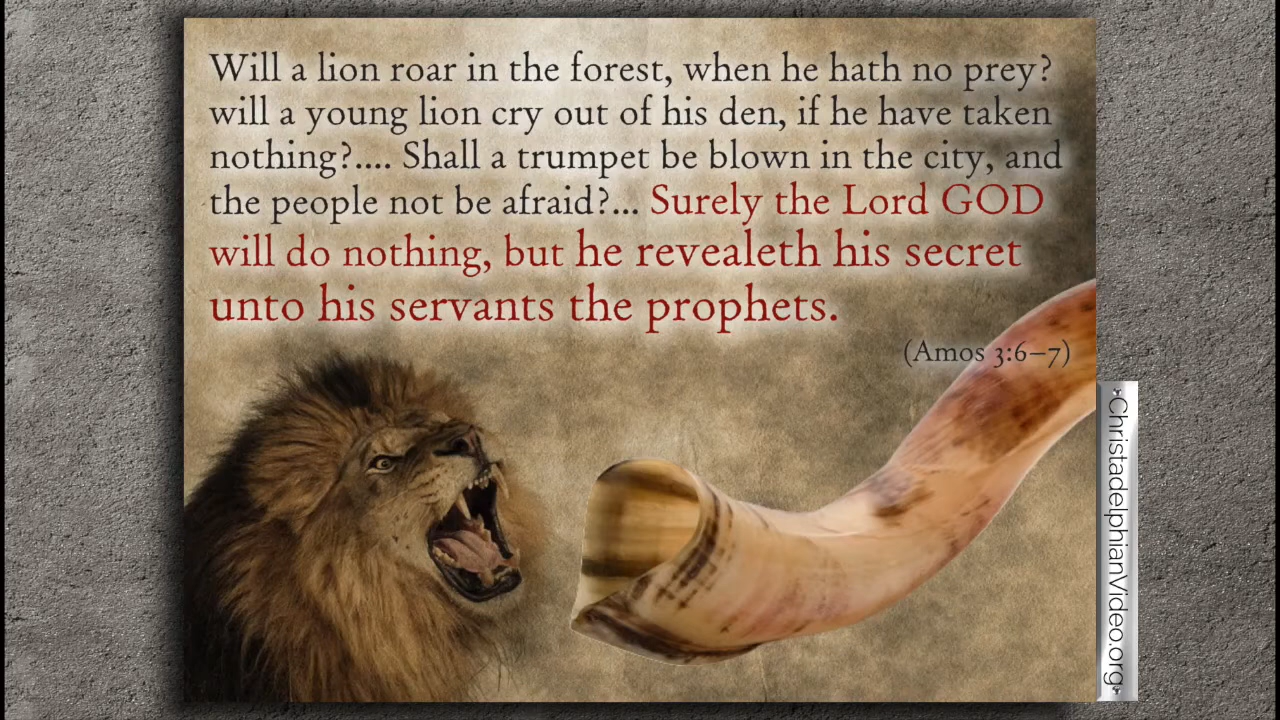 Will a lion roar in the forest, when he hath no prey?
will a young lion cry out of his den, if he have taken
nothing?.... Shall a trumpet be blown in the city, and
the people not be afraid?... Surely the Lord GOD
will do nothing, but he revealeth his secret
unto his servants the prophets.
(Amos 3:6–7)
ChristadelphianVideo.org